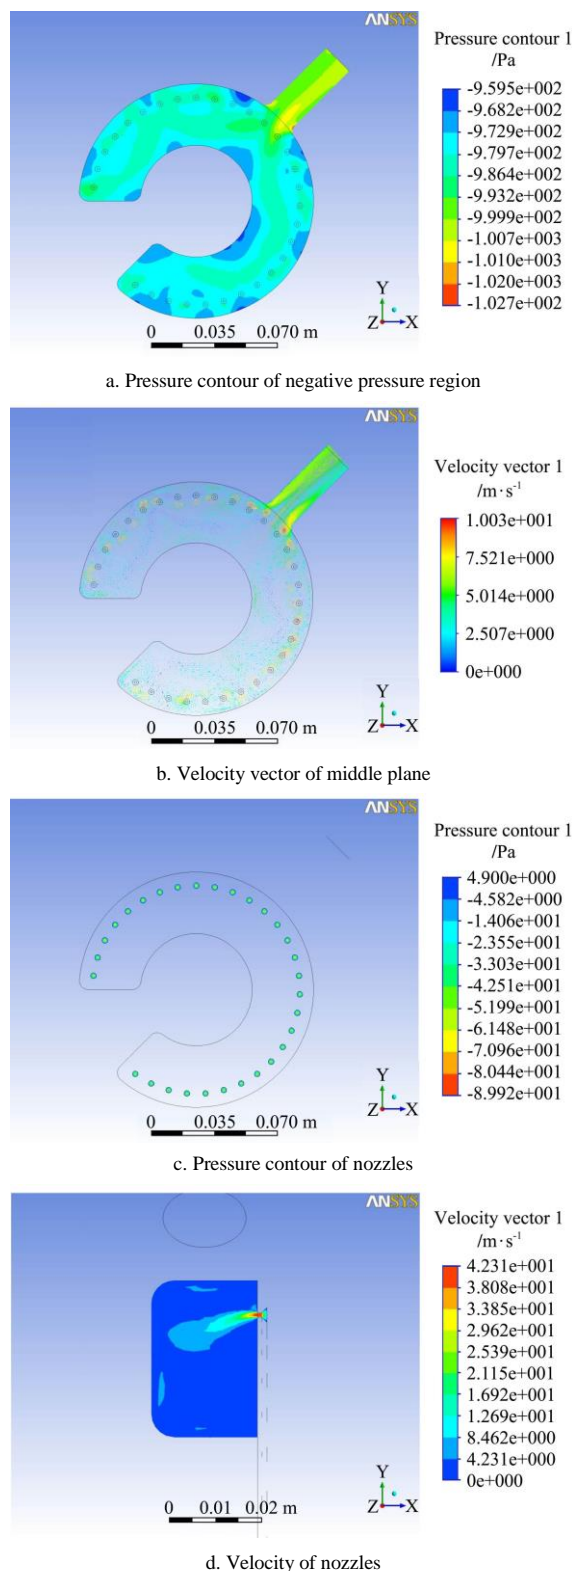 ANSYS
Pressure contour 1
/Pa
-9.595e+002
-9.682e+002
-9.729e+002
-9.797e+002
-9.864e+002
-9.932e+002
-9.999e+002
-1.007e+003
-1.010e+003
-1.020e+003
-1.027e+002
Y
Z X
0 0.035 0.070 m
a. Pressure contour of negative pressure region
ANSYS
Velocity vector 1
/m·s-1
1.003e+001
7.521e+000
5.014e+000
2.507e+000
0e+000
Y
Z X
0 0.035 0.070 m
b. Velocity vector of middle plane
ANSYS
Pressure contour 1
/Pa
4.900e+000
-4.582e+000
-1.406e+001
-2.355e+001
-3.303e+001
-4.251e+001
-5.199e+001
-6.148e+001
-7.096e+001
-8.044e+001
-8.992e+001
Y
Z X
0 0.035 0.070 m
c. Pressure contour of nozzles
ANSYS
Velocity vector 1
/m·s-1
4.231e+001
3.808e+001
3.385e+001
2.962e+001
2.539e+001
2.115e+001
1.692e+001
1.269e+001
8.462e+000
4.231e+000
0e+000
Y
Z X
0 0.01 0.02 m
d. Velocity of nozzles